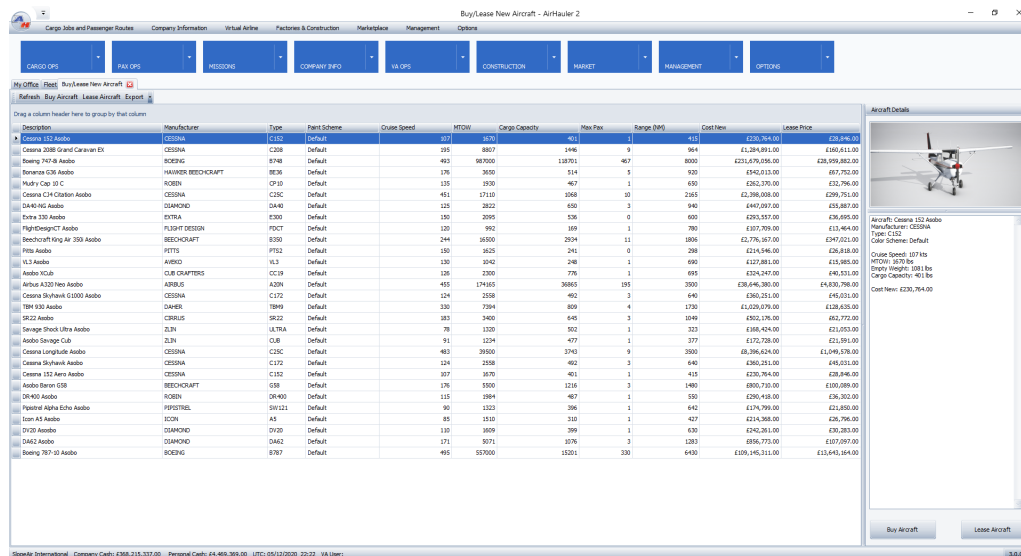 Buy/Lease New Aircraft - AirHauler 2
Cargo Jobs and Passenger Routes Company Information Virtual Airline Factories & Construction Marketplace Management Options
CARGO OPS PAX OPS MISSIONS COMPANY INFO VA OPS CONSTRUCTION MARKET MANAGEMENT OPTIONS
My Office Fleet Buy/Lease New Aircraft
Refresh Buy Aircraft Lease Aircraft Export
Drag a column header here to group by that column
Description Manufacturer Type Paint Scheme Cruise Speed MTOW Cargo Capacity Max Pax Range (NM) Cost New Lease Price
Cessna 152 Asobo CESSNA C152 Default 107 1670 401 1 415 £230,764.00 £28,846.00
Cessna 208B Grand Caravan EX CESSNA C208 Default 195 8807 1446 9 964 £1,284,891.00 £160,611.00
Boeing 747-8i Asobo BOEING B748 Default 493 987000 118701 467 8000 £231,679,056.00 £28,959,882.00
Bonanza G36 Asobo HAWKER BEECHCRAFT BE36 Default 176 3650 514 5 920 £542,013.00 £67,752.00
Mudry Cap 10 C ROBIN CP10 Default 135 1930 467 1 650 £262,370.00 £32,796.00
Cessna CJ4 Citation Asobo CESSNA C25C Default 451 17110 1068 10 2165 £2,398,008.00 £299,751.00
DA40-NG Asobo DIAMOND DA40 Default 125 2822 650 3 940 £447,097.00 £55,887.00
Extra 330 Asobo EXTRA E300 Default 150 2095 536 0 600 £293,557.00 £36,695.00
FlightDesignCT Asobo FLIGHT DESIGN FDCT Default 120 992 169 1 780 £107,709.00 £13,464.00
Beechcraft King Air 350i Asobo BEECHCRAFT B350 Default 244 16500 2934 11 1806 £2,776,167.00 £347,021.00
Pitts Asobo PITTS PTS2 Default 150 1625 241 0 298 £214,546.00 £26,818.00
VL3 Asobo AVEKO VL3 Default 130 1042 248 1 690 £127,881.00 £15,985.00
Asobo XCub CUB CRAFTERS CC19 Default 126 2300 776 1 695 £324,247.00 £40,531.00
Airbus A320 Neo Asobo AIRBUS A20N Default 455 174165 36865 195 3500 £38,646,380.00 £4,830,798.00
Cessna Skyhawk G1000 Asobo CESSNA C172 Default 124 2558 492 3 640 £360,251.00 £45,031.00
TBM 930 Asobo DAHER TBM9 Default 330 7394 809 4 1730 £1,029,079.00 £128,635.00
SR22 Asobo CIRRUS SR22 Default 183 3400 645 3 1049 £502,176.00 £62,772.00
Savage Shock Ultra Asobo ZLIN ULTRA Default 78 1320 502 1 323 £168,424.00 £21,053.00
Asobo Savage Cub ZLIN CUB Default 91 1234 477 1 377 £172,728.00 £21,591.00
Cessna Longitude Asobo CESSNA C25C Default 483 39500 3743 9 3500 £8,396,624.00 £1,049,578.00
Cessna Skyhawk Asobo CESSNA C172 Default 124 2558 492 3 640 £360,251.00 £45,031.00
Cessna 152 Aero Asobo CESSNA C152 Default 107 1670 401 1 415 £230,764.00 £28,846.00
Asobo Baron G58 BEECHCRAFT G58 Default 176 5500 1216 3 1480 £800,710.00 £100,089.00
DR400 Asobo ROBIN DR400 Default 115 1984 487 1 550 £290,418.00 £36,302.00
Pipistrel Alpha Echo Asobo PIPISTREL SW121 Default 90 1323 396 1 642 £174,799.00 £21,850.00
Icon A5 Asobo ICON A5 Default 85 1510 310 1 427 £214,368.00 £26,796.00
DV20 Asosbo DIAMOND DV20 Default 110 1609 399 1 630 £242,261.00 £30,283.00
DA62 Asobo DIAMOND DA62 Default 171 5071 1076 3 1283 £856,773.00 £107,097.00
Boeing 787-10 Asobo BOEING B787 Default 495 557000 15201 330 6430 £109,145,311.00 £13,643,164.00
Aircraft Details
Aircraft: Cessna 152 Asobo
Manufacturer: CESSNA
Type: C152
Color Scheme: Default
Cruise Speed: 107 kts
MTOW: 1670 lbs
Empty Weight: 1081 lbs
Cargo Capacity: 401 lbs
Cost New: £230,764.00
Buy Aircraft Lease Aircraft
SlopeAir International Company Cash: £368,215,337.00 Personal Cash: £4,469,369.00 UTC: 05/12/2020 22:22 VA User: